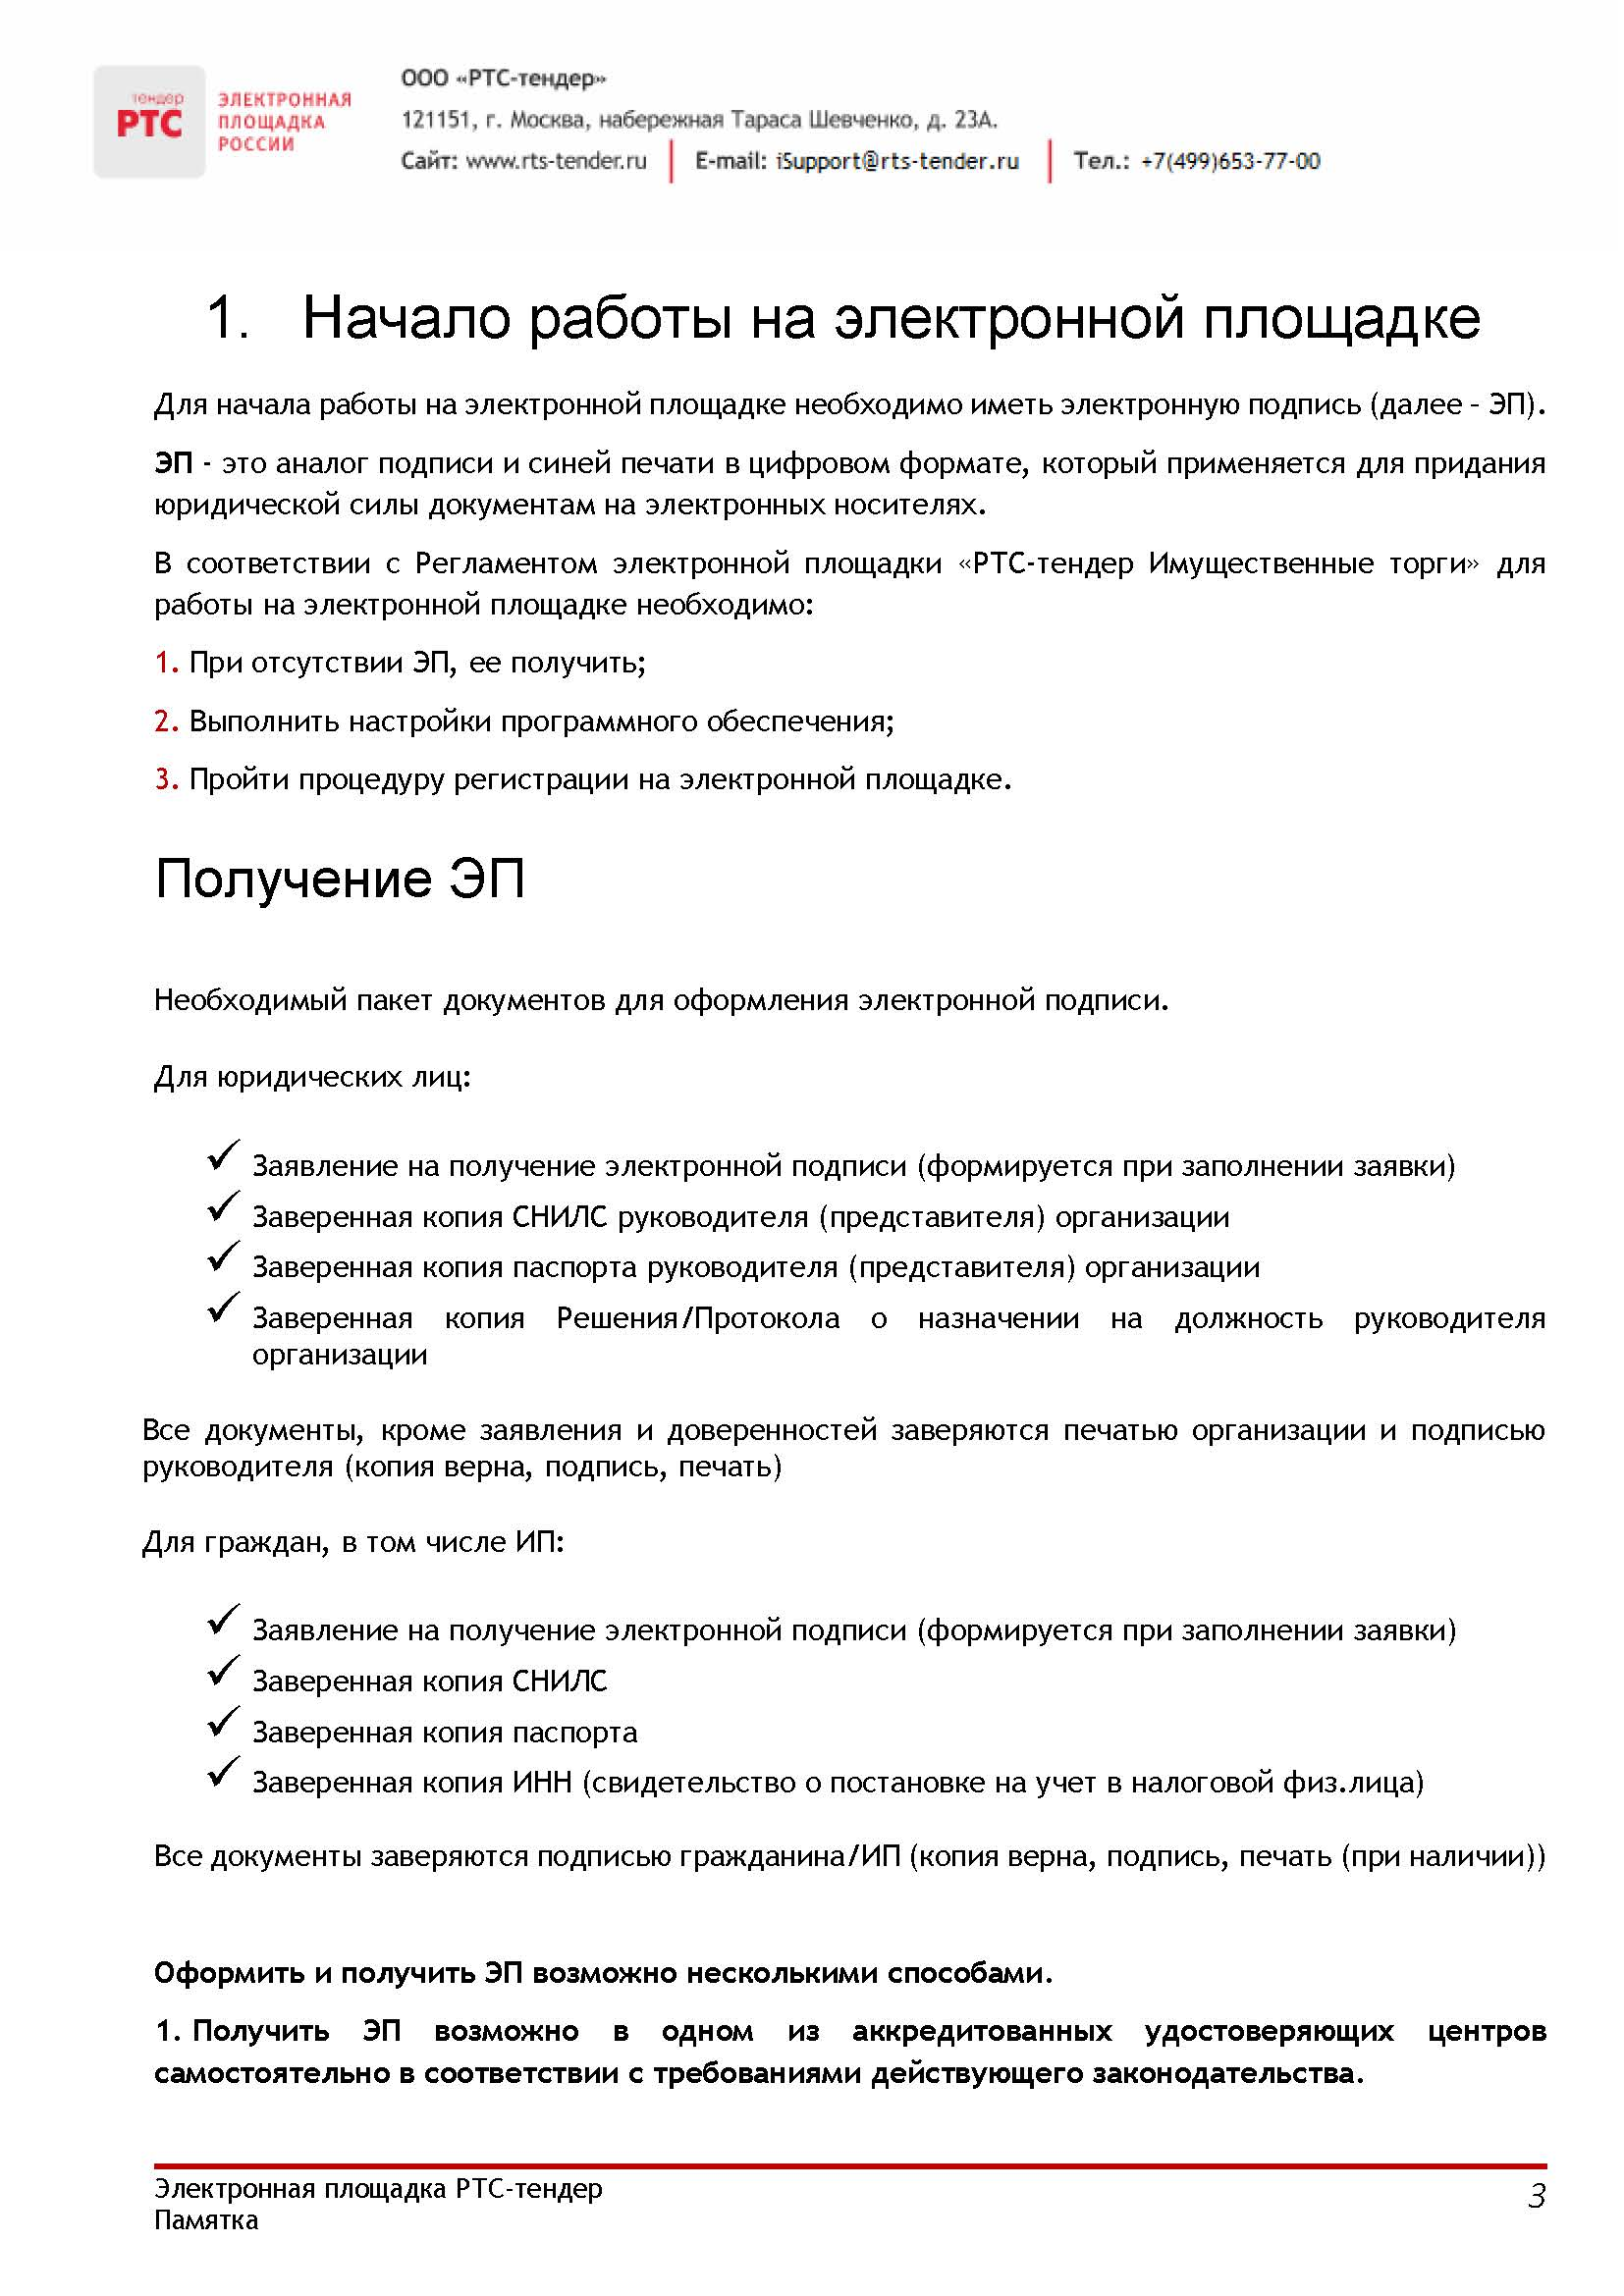 тендер
РТС
ЭЛЕКТРОННАЯ
ПЛОЩАДКА
РОССИИ
ООО «РТС-тендер»
121151, г. Москва, набережная Тараса Шевченко, д. 23А.
Сайт: www.rts-tender.ru | E-mail: iSupport@rts-tender.ru | Тел.: +7(499)653-77-00
1. Начало работы на электронной площадке
Для начала работы на электронной площадке необходимо иметь электронную подпись (далее – ЭП).
ЭП - это аналог подписи и синей печати в цифровом формате, который применяется для придания
юридической силы документам на электронных носителях.
В соответствии с Регламентом электронной площадки «РТС-тендер Имущественные торги» для
работы на электронной площадке необходимо:
1. При отсутствии ЭП, ее получить;
2. Выполнить настройки программного обеспечения;
3. Пройти процедуру регистрации на электронной площадке.
Получение ЭП
Необходимый пакет документов для оформления электронной подписи.
Для юридических лиц:
✓ Заявление на получение электронной подписи (формируется при заполнении заявки)
✓ Заверенная копия СНИЛС руководителя (представителя) организации
✓ Заверенная копия паспорта руководителя (представителя) организации
✓ Заверенная копия Решения/Протокола о назначении на должность руководителя
организации
Все документы, кроме заявления и доверенностей заверяются печатью организации и подписью
руководителя (копия верна, подпись, печать)
Для граждан, в том числе ИП:
✓ Заявление на получение электронной подписи (формируется при заполнении заявки)
✓ Заверенная копия СНИЛС
✓ Заверенная копия паспорта
✓ Заверенная копия ИНН (свидетельство о постановке на учет в налоговой физ.лица)
Все документы заверяются подписью гражданина/ИП (копия верна, подпись, печать (при наличии))
Оформить и получить ЭП возможно несколькими способами.
1. Получить ЭП возможно в одном из аккредитованных удостоверяющих центров
самостоятельно в соответствии с требованиями действующего законодательства.
Электронная площадка РТС-тендер
Памятка
3